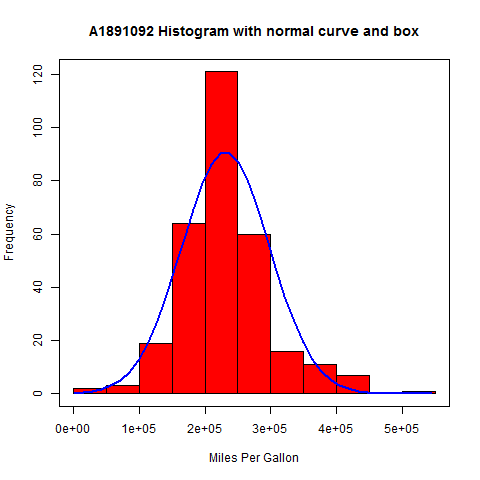 A1891092 Histogram with normal curve and box
Frequency
120
100
80
60
40
20
0
0e+00 1e+05 2e+05 3e+05 4e+05 5e+05
Miles Per Gallon